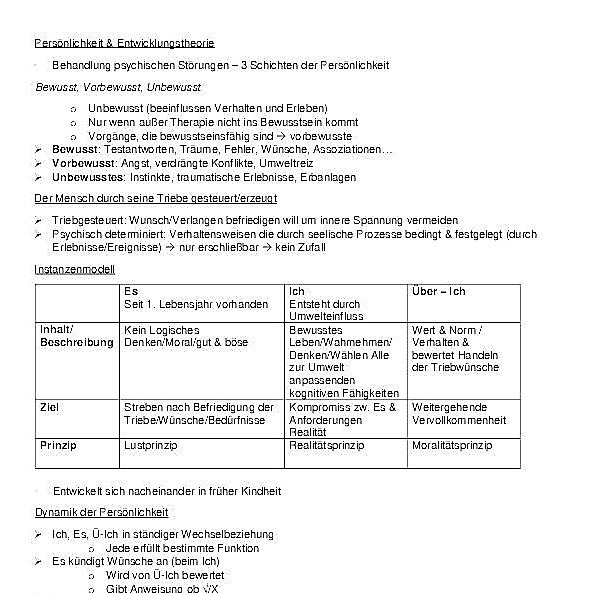 Persönlichkeit & Entwicklungstheorie
· Behandlung psychischen Störungen – 3 Schichten der Persönlichkeit
Bewusst, Vorbewusst, Unbewusst
o Unbewusst (beeinflussen Verhalten und Erleben)
o Nur wenn außer Therapie nicht ins Bewusstsein kommt
o Vorgänge, die bewusstseinsfähig sind → vorbewusste
➢ Bewusst: Testantworten, Träume, Fehler, Wünsche, Assoziationen…
➢ Vorbewusst: Angst, verdrängte Konflikte, Umweltreiz
➢ Unbewusstes: Instinkte, traumatische Erlebnisse, Erbanlagen
Der Mensch durch seine Triebe gesteuert/erzeugt
➢ Triebgesteuert: Wunsch/Verlangen befriedigen will um innere Spannung vermeiden
➢ Psychisch determiniert: Verhaltensweisen die durch seelische Prozesse bedingt & festgelegt (durch
Erlebnisse/Ereignisse) → nur erschließbar → kein Zufall
Instanzenmodell
Es
Seit 1. Lebensjahr vorhanden
Ich
Entsteht durch
Umwelteinfluss
Über – Ich
Inhalt/
Beschreibung
Kein Logisches
Denken/Moral/gut & böse
Bewusstes
Leben/Wahrnehmen/
Denken/Wählen Alle
zur Umwelt
anpassenden
kognitiven Fähigkeiten
Wert & Norm /
Verhalten &
bewertet Handeln
der Triebwünsche
Ziel
Streben nach Befriedigung der
Triebe/Wünsche/Bedürfnisse
Kompromiss zw. Es &
Anforderungen
Realität
Weitergehende
Vervollkommenheit
Prinzip
Lustprinzip
Realitätsprinzip
Moralitätsprinzip
· Entwickelt sich nacheinander in früher Kindheit
Dynamik der Persönlichkeit
➢ Ich, Es, Ü-Ich in ständiger Wechselbeziehung
o Jede erfüllt bestimmte Funktion
➢ Es kündigt Wünsche an (beim Ich)
o Wird von Ü-Ich bewertet
o Gibt Anweisung ob √/X